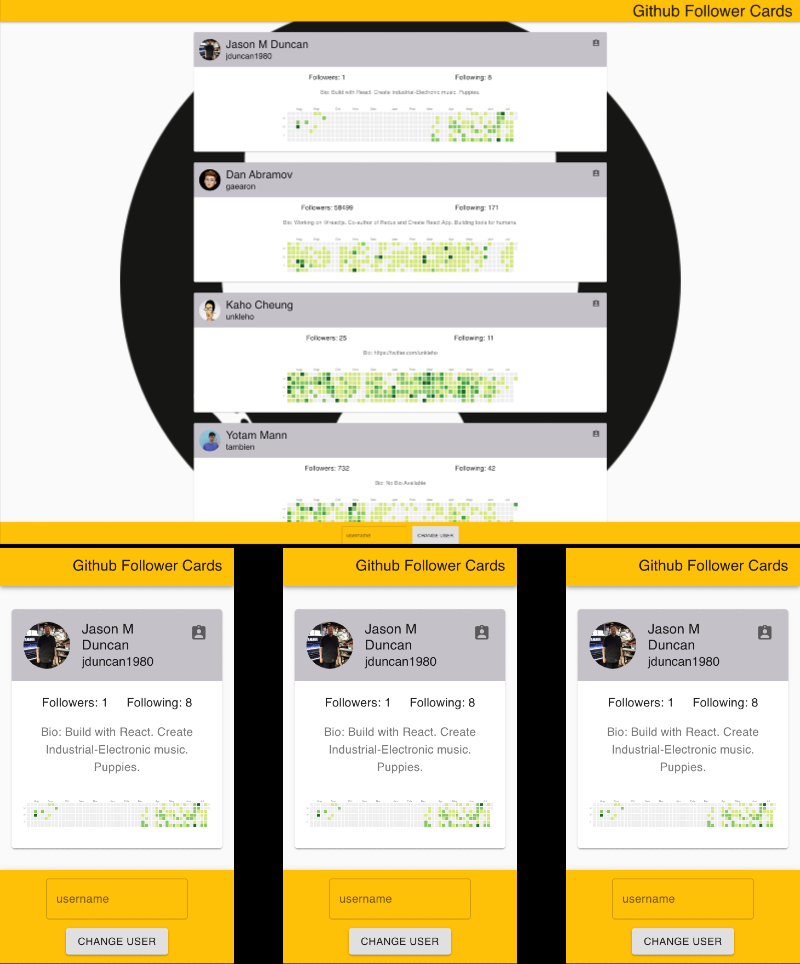 Github Follower Cards
Jason M Duncan
jduncan1980
Followers: 1 Following: 8
Bio: Build with React. Create Industrial-Electronic music. Puppies.
Dan Abramov
gaearon
Followers: 58499 Following: 171
Bio: Working on @reactjs. Co-author of Redux and Create React App. Building tools for humans.
Kaho Cheung
unkleho
Followers: 25 Following: 11
Bio: https://twitter.com/unkleho
Yotam Mann
tambien
Followers: 732 Following: 42
Bio: No Bio Available
username CHANGE USER
Github Follower Cards
Jason M
Duncan
jduncan1980
Followers: 1 Following: 8
Bio: Build with React. Create
Industrial-Electronic music.
Puppies.
username
CHANGE USER
Github Follower Cards
Jason M
Duncan
jduncan1980
Followers: 1 Following: 8
Bio: Build with React. Create
Industrial-Electronic music.
Puppies.
username
CHANGE USER
Github Follower Cards
Jason M
Duncan
jduncan1980
Followers: 1 Following: 8
Bio: Build with React. Create
Industrial-Electronic music.
Puppies.
username
CHANGE USER